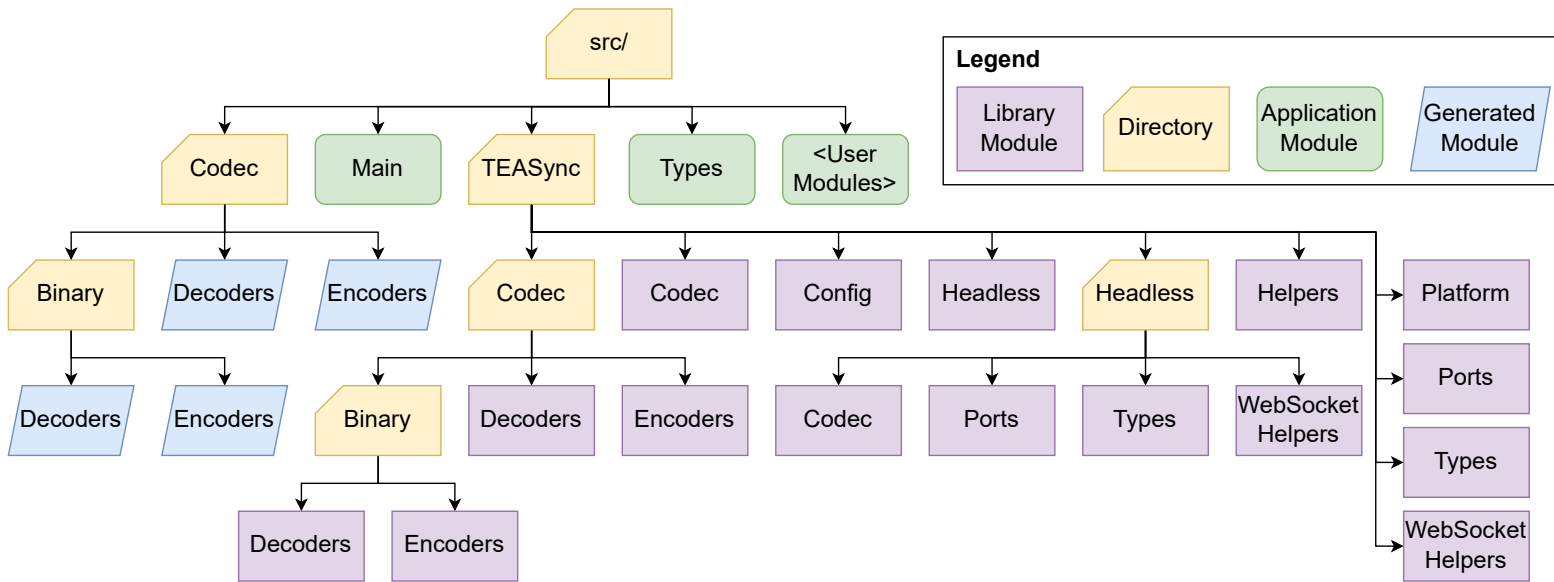 src/
Legend
Library
Module
Directory
Application
Module
Generated
Module
Codec
Main
TEASync
Types
<User
Modules>
Binary
Decoders
Encoders
Codec
Codec
Config
Headless
Headless
Helpers
Platform
Ports
Types
WebSocket
Helpers
Decoders
Encoders
Binary
Decoders
Encoders
Codec
Ports
Types
WebSocket
Helpers
Decoders
Encoders